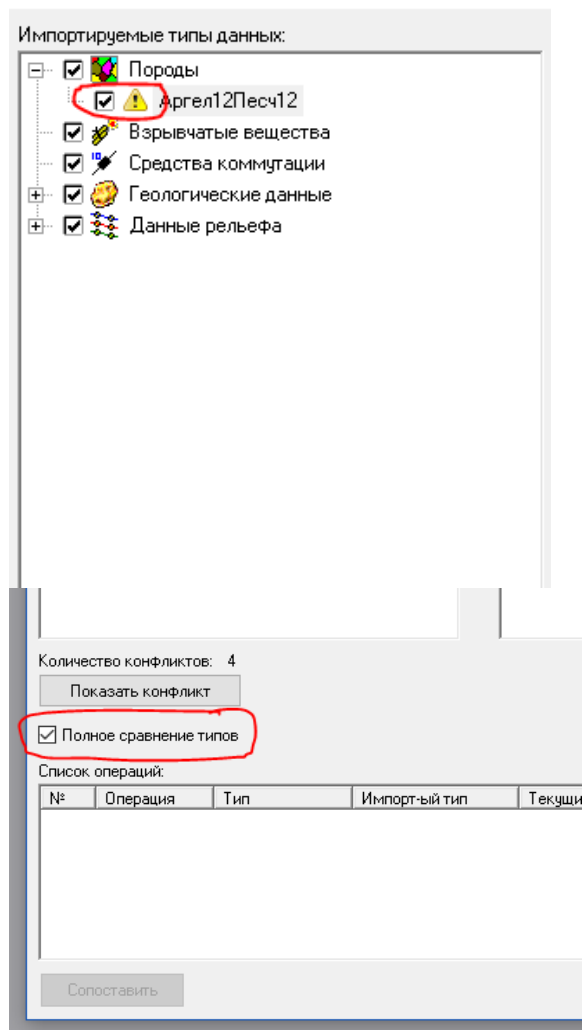 Импортируемые типы данных:
Породы
Аргел12Песч12
Взрывчатые вещества
Средства коммутации
Геологические данные
Данные рельефа
Количество конфликтов: 4
Показать конфликт
Полное сравнение типов
Список операций:
№ Операция Тип Импорт-ый тип Текущи
Сопоставить